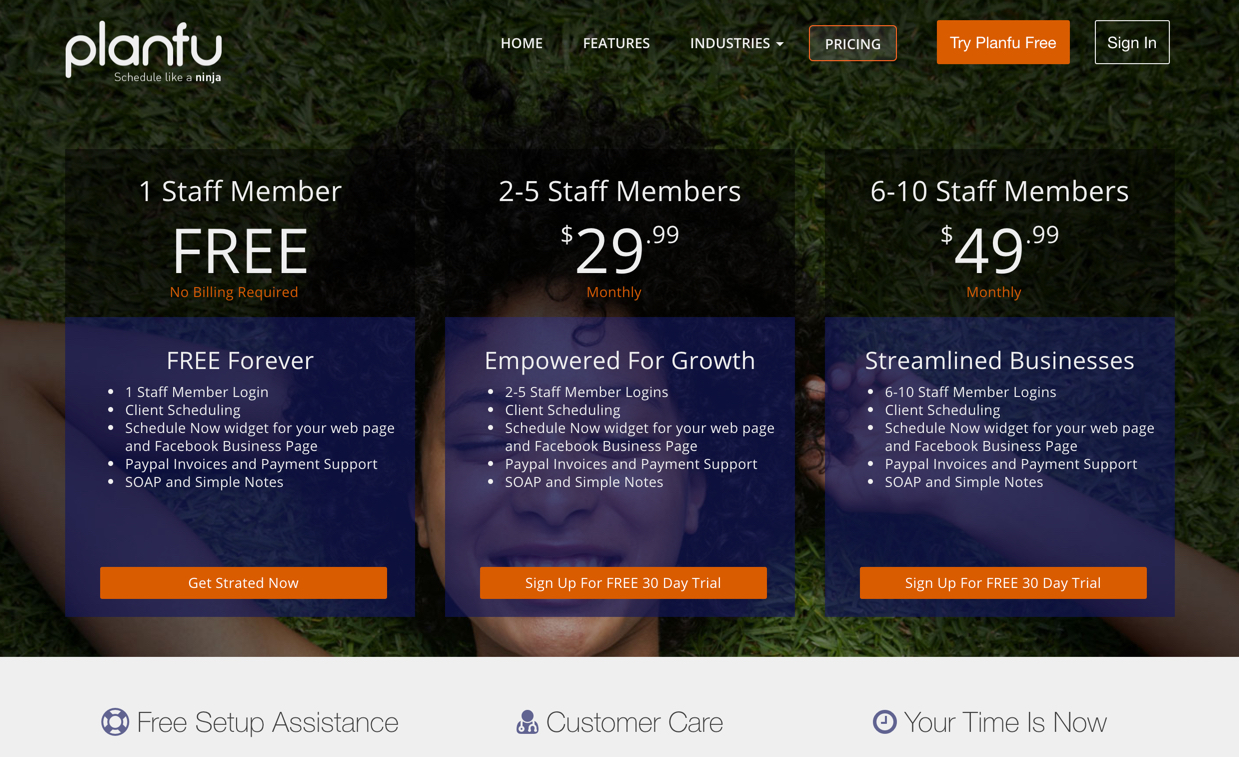 planfu
Schedule like a ninja
HOME
FEATURES
INDUSTRIES
PRICING
Try Planfu Free
Sign In
1 Staff Member
FREE
No Billing Required
FREE Forever
1 Staff Member Login
Client Scheduling
Schedule Now widget for your web page
and Facebook Business Page
Paypal Invoices and Payment Support
SOAP and Simple Notes
Get Strated Now
2-5 Staff Members
$29.99
Monthly
Empowered For Growth
2-5 Staff Member Logins
Client Scheduling
Schedule Now widget for your web page
and Facebook Business Page
Paypal Invoices and Payment Support
SOAP and Simple Notes
Sign Up For FREE 30 Day Trial
6-10 Staff Members
$49.99
Monthly
Streamlined Businesses
6-10 Staff Member Logins
Client Scheduling
Schedule Now widget for your web page
and Facebook Business Page
Paypal Invoices and Payment Support
SOAP and Simple Notes
Sign Up For FREE 30 Day Trial
Free Setup Assistance
Customer Care
Your Time Is Now